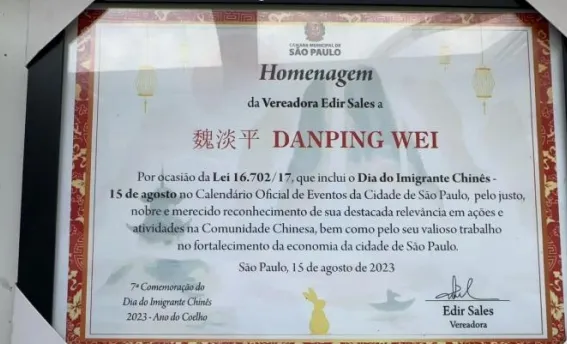 CÂMARA MUNICIPAL DE
SÃO PAULO
Homenagem
da Vereadora Edir Sales a
魏淡平 DANPING WEI
Por ocasião da Lei 16.702/17, que inclui o Dia do Imigrante Chinês -
15 de agosto no Calendário Oficial de Eventos da Cidade de São Paulo, pelo justo,
nobre e merecido reconhecimento de sua destacada relevância em ações e
atividades na Comunidade Chinesa, bem como pelo seu valioso trabalho
no fortalecimento da economia da cidade de São Paulo.
São Paulo, 15 de agosto de 2023
7ª Comemoração do
Dia do Imigrante Chinês
2023 - Ano do Coelho
Edir Sales
Vereadora